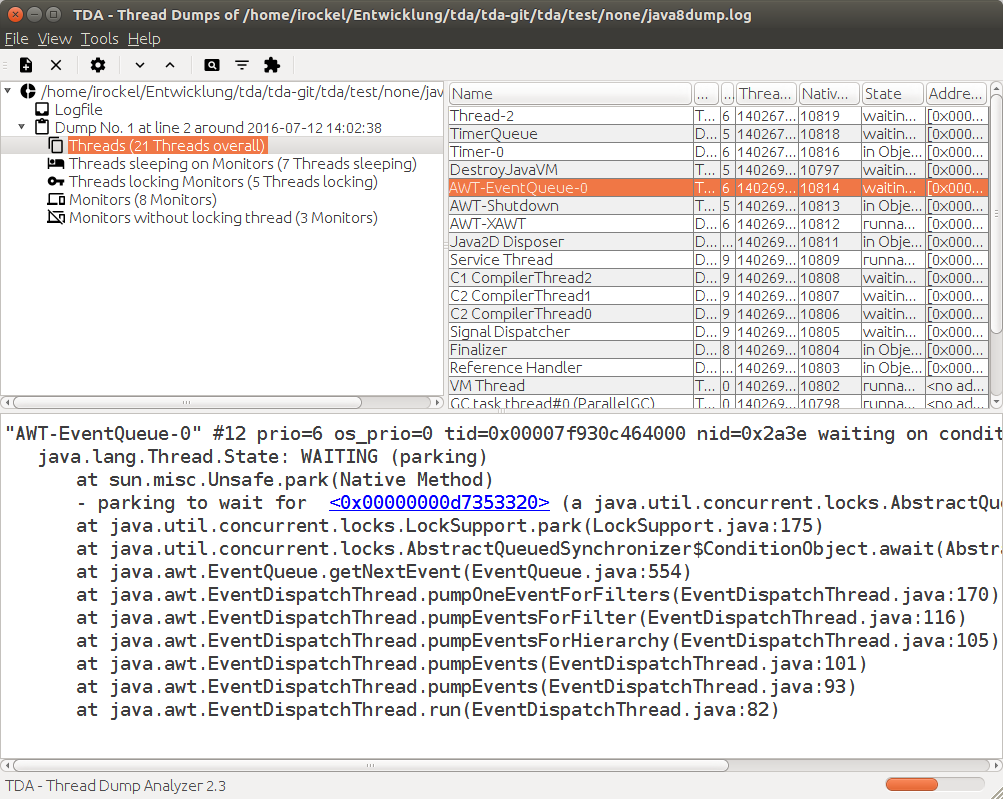 TDA - Thread Dumps of /home/irockel/Entwicklung/tda/tda-git/tda/test/none/java8dump.log
File View Tools Help
/home/irockel/Entwicklung/tda/tda-git/tda/test/none/jav
Logfile
Dump No. 1 at line 2 around 2016-07-12 14:02:38
Threads (21 Threads overall)
Threads sleeping on Monitors (7 Threads sleeping)
Threads locking Monitors (5 Threads locking)
Monitors (8 Monitors)
Monitors without locking thread (3 Monitors)
Name ... ... Threa... Nativ... State Addre...
Thread-2 T... 6 140267... 10819 waitin... [0x000...
TimerQueue D... 5 140267... 10818 waitin... [0x000...
Timer-0 D... 6 140267... 10816 in Obje... [0x000...
DestroyJavaVM T... 5 140267... 10797 waitin... [0x000...
AWT-EventQueue-0 T... 6 140267... 10814 waitin... [0x000...
AWT-Shutdown T... 5 140269... 10813 in Obje... [0x000...
AWT-XAWT D... 6 140269... 10812 runna... [0x000...
Java2D Disposer D... ... 140269... 10811 in Obje... [0x000...
Service Thread D... 9 140269... 10809 runna... [0x000...
C1 CompilerThread2 D... 9 140269... 10808 waitin... [0x000...
C2 CompilerThread1 D... 9 140269... 10807 waitin... [0x000...
C2 CompilerThread0 D... 9 140269... 10806 waitin... [0x000...
Signal Dispatcher D... 9 140269... 10805 waitin... [0x000...
Finalizer D... 8 140269... 10804 in Obje... [0x000...
Reference Handler D... ... 140269... 10803 in Obje... [0x000...
VM Thread T... 0 140269... 10802 runna... <no ad...
GC task thread#0 (ParallelGC) T... 0 140269... 10798 runna... <no ad...
"AWT-EventQueue-0" #12 prio=6 os_prio=0 tid=0x00007f930c464000 nid=0x2a3e waiting on condit
java.lang.Thread.State: WAITING (parking)
at sun.misc.Unsafe.park(Native Method)
- parking to wait for <0x00000000d7353320> (a java.util.concurrent.locks.AbstractQue
at java.util.concurrent.locks.LockSupport.park(LockSupport.java:175)
at java.util.concurrent.locks.AbstractQueuedSynchronizer$ConditionObject.await(Abstra
at java.awt.EventQueue.getNextEvent(EventQueue.java:554)
at java.awt.EventDispatchThread.pumpOneEventForFilters(EventDispatchThread.java:170)
at java.awt.EventDispatchThread.pumpEventsForFilter(EventDispatchThread.java:116)
at java.awt.EventDispatchThread.pumpEventsForHierarchy(EventDispatchThread.java:105)
at java.awt.EventDispatchThread.pumpEvents(EventDispatchThread.java:101)
at java.awt.EventDispatchThread.pumpEvents(EventDispatchThread.java:93)
at java.awt.EventDispatchThread.run(EventDispatchThread.java:82)
TDA - Thread Dump Analyzer 2.3